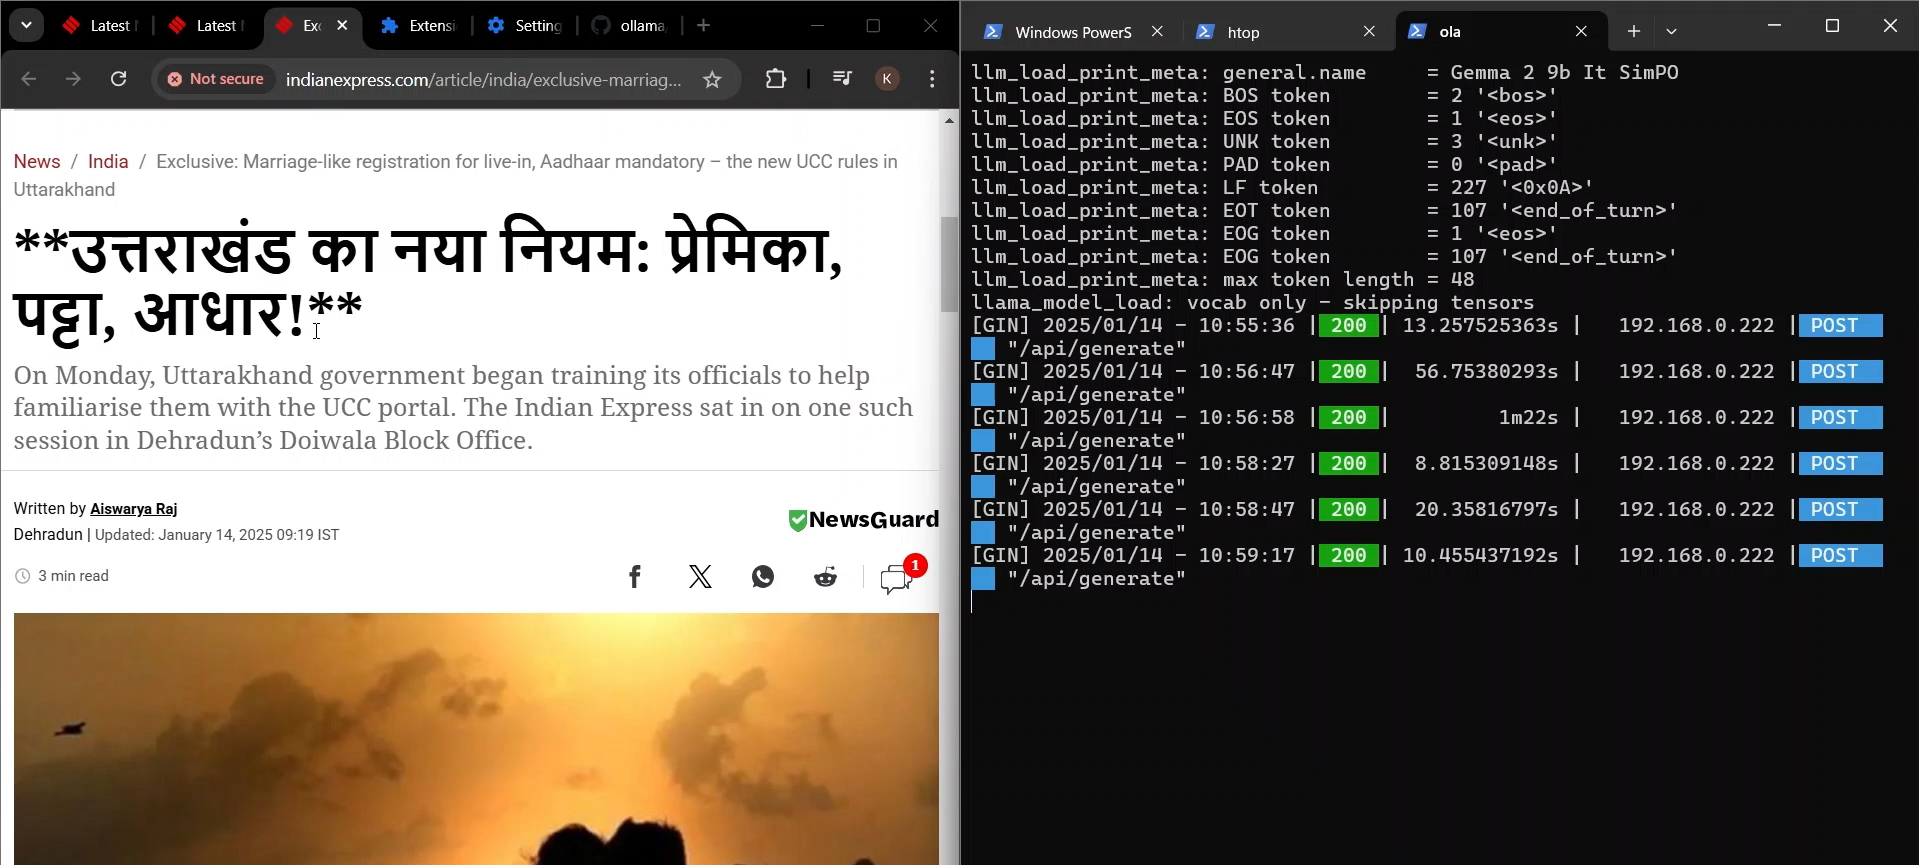 Latest
Latest
Exc
Extensi
Setting
ollama
Not secure
indianexpress.com/article/india/exclusive-marriag...
K
News / India / Exclusive: Marriage-like registration for live-in, Aadhaar mandatory – the new UCC rules in
Uttarakhand
**उत्तराखंड का नया नियम: प्रेमिका,
पट्टा, आधार!**
On Monday, Uttarakhand government began training its officials to help
familiarise them with the UCC portal. The Indian Express sat in on one such
session in Dehradun’s Doiwala Block Office.
Written by Aiswarya Raj
Dehradun | Updated: January 14, 2025 09:19 IST
NewsGuard
3 min read
1
Windows PowerS
htop
ola
llm_load_print_meta: general.name     = Gemma 2 9b It SimPO
llm_load_print_meta: BOS token        = 2 '<bos>'
llm_load_print_meta: EOS token        = 1 '<eos>'
llm_load_print_meta: UNK token        = 3 '<unk>'
llm_load_print_meta: PAD token        = 0 '<pad>'
llm_load_print_meta: LF token         = 227 '<0x0A>'
llm_load_print_meta: EOT token        = 107 '<end_of_turn>'
llm_load_print_meta: EOG token        = 1 '<eos>'
llm_load_print_meta: EOG token        = 107 '<end_of_turn>'
llm_load_print_meta: max token length = 48
llama_model_load: vocab only - skipping tensors
[GIN] 2025/01/14 - 10:55:36 | 200 | 13.257525363s |   192.168.0.222 | POST
"/api/generate"
[GIN] 2025/01/14 - 10:56:47 | 200 |  56.75380293s |   192.168.0.222 | POST
"/api/generate"
[GIN] 2025/01/14 - 10:56:58 | 200 |         1m22s |   192.168.0.222 | POST
"/api/generate"
[GIN] 2025/01/14 - 10:58:27 | 200 |  8.815309148s |   192.168.0.222 | POST
"/api/generate"
[GIN] 2025/01/14 - 10:58:47 | 200 |  20.35816797s |   192.168.0.222 | POST
"/api/generate"
[GIN] 2025/01/14 - 10:59:17 | 200 | 10.455437192s |   192.168.0.222 | POST
"/api/generate"